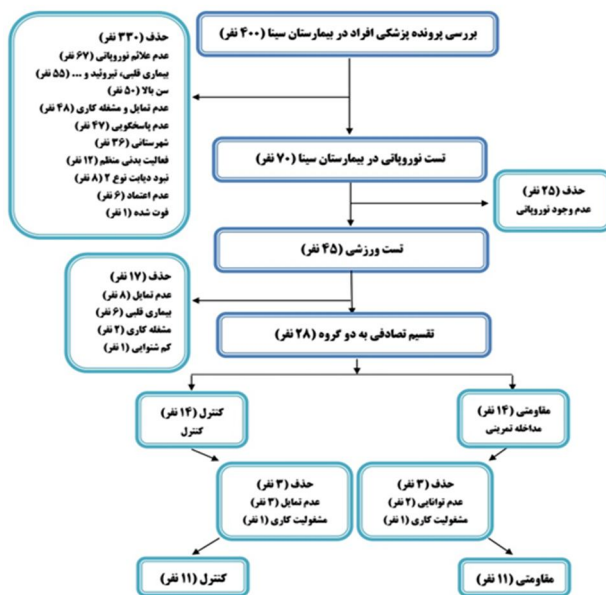 بررسی پرونده پزشکی افراد در بیمارستان سینا (۴۰۰ نفر)
حذف (۳۳۰ نفر)
عدم علائم نوروپاتی (۶۷ نفر)
بیماری قلبی، تیروئید و ... (۵۵ نفر)
سن بالا (۵۰ نفر)
عدم تمایل و مشغله کاری (۴۸ نفر)
عدم پاسخگویی (۴۷ نفر)
شهرستانی (۳۶ نفر)
فعالیت بدنی منظم (۱۲ نفر)
نبود دیابت نوع ۲ (۸ نفر)
عدم اعتماد (۶ نفر)
فوت شده (۱ نفر)
تست نوروپاتی در بیمارستان سینا (۷۰ نفر)
حذف (۲۵ نفر)
عدم وجود نوروپاتی
تست ورزشی (۴۵ نفر)
حذف (۱۷ نفر)
عدم تمایل (۸ نفر)
بیماری قلبی (۶ نفر)
مشغله کاری (۲ نفر)
کم شنوایی (۱ نفر)
تقسیم تصادفی به دو گروه (۲۸ نفر)
مقاومتی (۱۴ نفر)
مداخله تمرینی
کنترل (۱۴ نفر)
کنترل
حذف (۳ نفر)
عدم توانایی (۲ نفر)
مشغولیت کاری (۱ نفر)
حذف (۳ نفر)
عدم تمایل (۳ نفر)
مشغولیت کاری (۱ نفر)
مقاومتی (۱۱ نفر)
کنترل (۱۱ نفر)